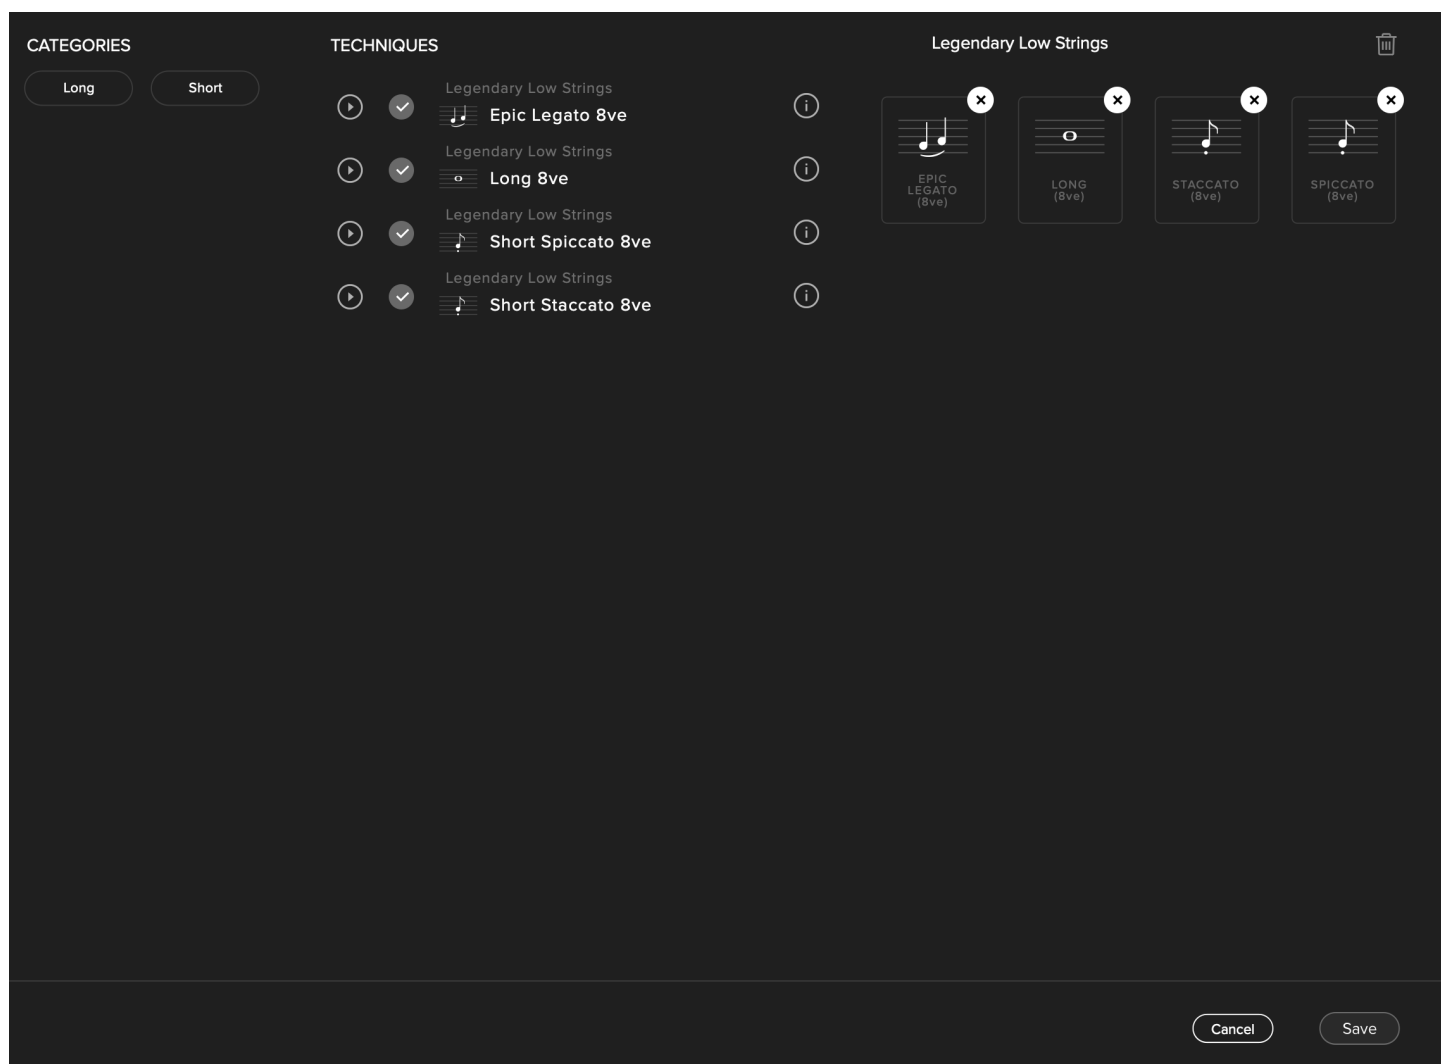 CATEGORIES
Long Short
TECHNIQUES
Legendary Low Strings
Epic Legato 8ve
Legendary Low Strings
Long 8ve
Legendary Low Strings
Short Spiccato 8ve
Legendary Low Strings
Short Staccato 8ve
Legendary Low Strings
EPIC
LEGATO
(8ve)
LONG
(8ve)
STACCATO
(8ve)
SPICCATO
(8ve)
Cancel Save